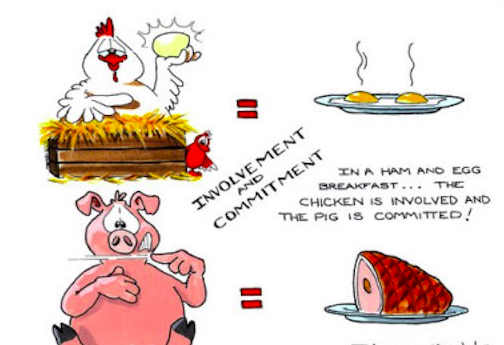 INVOLVEMENT
AND
COMMITMENT
IN A HAM AND EGG
BREAKFAST... THE
CHICKEN IS INVOLVED AND
THE PIG IS COMMITTED!